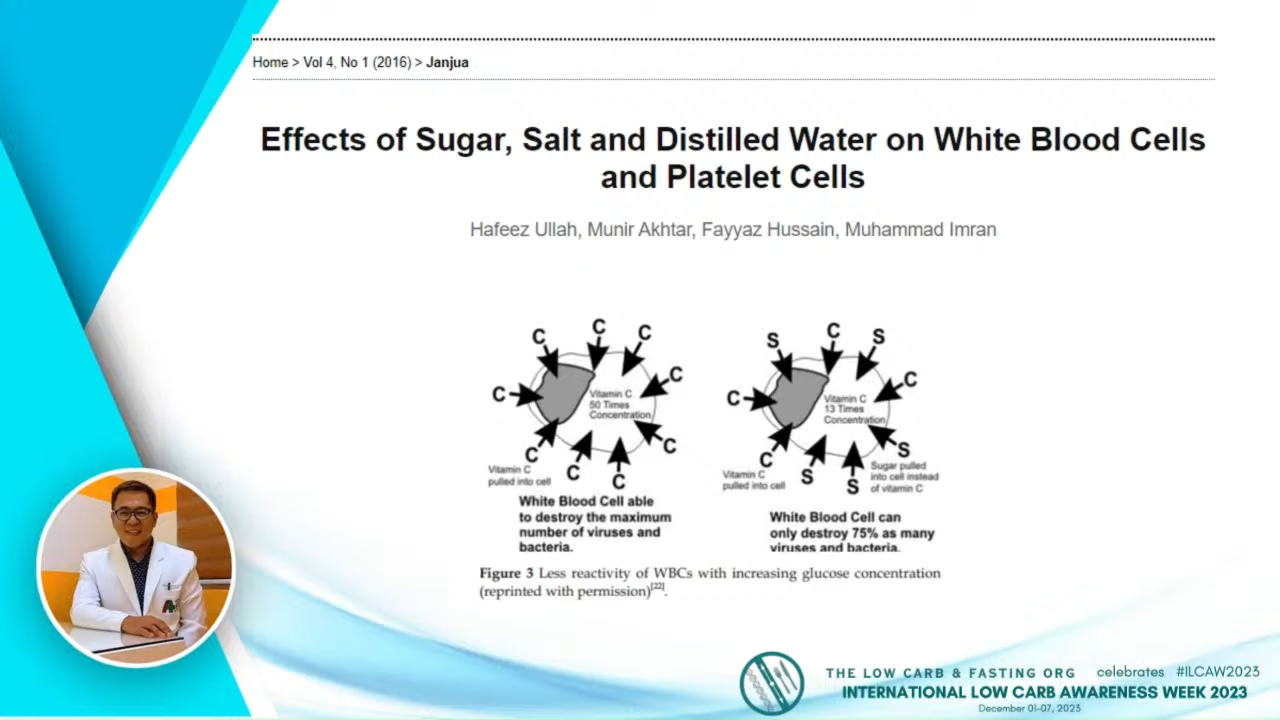 Home > Vol 4, No 1 (2016) > Janjua
Effects of Sugar, Salt and Distilled Water on White Blood Cells
and Platelet Cells
Hafeez Ullah, Munir Akhtar, Fayyaz Hussain, Muhammad Imran
C
C
C
C
C
Vitamin C
50 Times
Concentration
C
C
C
C
Vitamin C
pulled into cell
White Blood Cell able
to destroy the maximum
number of viruses and
bacteria.
S
C
S
C
C
Vitamin C
13 Times
Concentration
C
S
S
S
Vitamin C
pulled into cell
Sugar pulled
into cell instead
of vitamin C
White Blood Cell can
only destroy 75% as many
viruses and bacteria.
Figure 3 Less reactivity of WBCs with increasing glucose concentration
(reprinted with permission)[22].
THE LOW CARB & FASTING ORG celebrates #ILCAW2023
INTERNATIONAL LOW CARB AWARENESS WEEK 2023
December 01-07, 2023